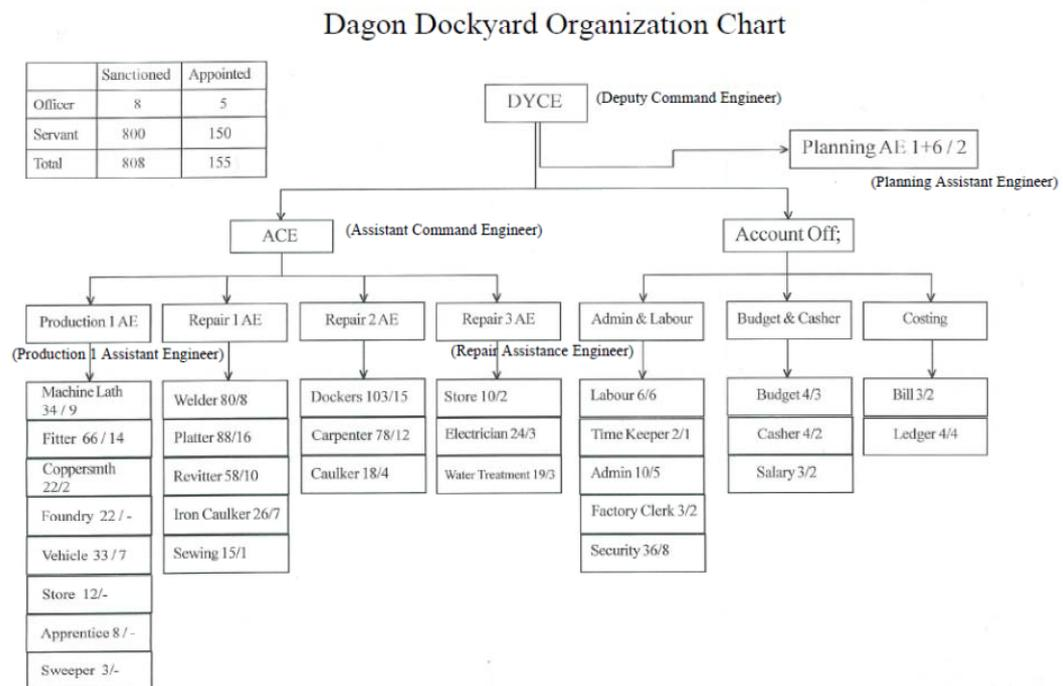 Dagon Dockyard Organization Chart
Sanctioned Appointed
Officer 8 5
Servant 800 150
Total 808 155
DYCE
(Deputy Command Engineer)
Planning AE 1+6 / 2
(Planning Assistant Engineer)
ACE
(Assistant Command Engineer)
Account Off;
Production 1 AE
Repair 1 AE
Repair 2 AE
Repair 3 AE
Admin & Labour
Budget & Casher
Costing
(Production 1 Assistant Engineer)
(Repair Assistance Engineer)
Machine Lath
34 / 9
Fitter 66 / 14
Coppersmth
22/2
Foundry 22 / -
Vehicle 33 / 7
Store 12/-
Apprentice 8 / -
Sweeper 3/-
Welder 80/8
Platter 88/16
Revitter 58/10
Iron Caulker 26/7
Sewing 15/1
Dockers 103/15
Carpenter 78/12
Caulker 18/4
Store 10/2
Electrician 24/3
Water Treatment 19/3
Labour 6/6
Time Keeper 2/1
Admin 10/5
Factory Clerk 3/2
Security 36/8
Budget 4/3
Casher 4/2
Salary 3/2
Bill 3/2
Ledger 4/4